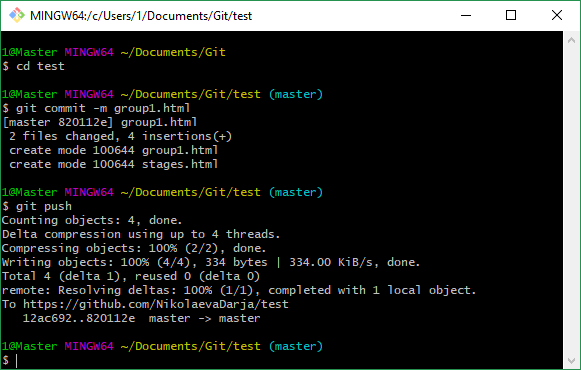 MINGW64:/c/Users/1/Documents/Git/test
1@Master MINGW64 ~/Documents/Git
$ cd test
1@Master MINGW64 ~/Documents/Git/test (master)
$ git commit -m group1.html
[master 820112e] group1.html
 2 files changed, 4 insertions(+)
 create mode 100644 group1.html
 create mode 100644 stages.html
1@Master MINGW64 ~/Documents/Git/test (master)
$ git push
Counting objects: 4, done.
Delta compression using up to 4 threads.
Compressing objects: 100% (2/2), done.
Writing objects: 100% (4/4), 334 bytes | 334.00 KiB/s, done.
Total 4 (delta 1), reused 0 (delta 0)
remote: Resolving deltas: 100% (1/1), completed with 1 local object.
To https://github.com/NikolaevaDarja/test
   12ac692..820112e  master -> master
1@Master MINGW64 ~/Documents/Git/test (master)
$